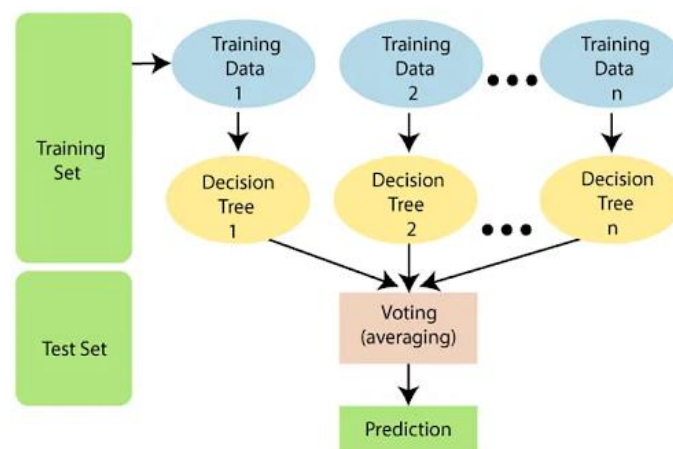 Training
Set
Training
Data
1
Training
Data
2
Training
Data
n
Decision
Tree
1
Decision
Tree
2
Decision
Tree
n
Test Set
Voting
(averaging)
Prediction